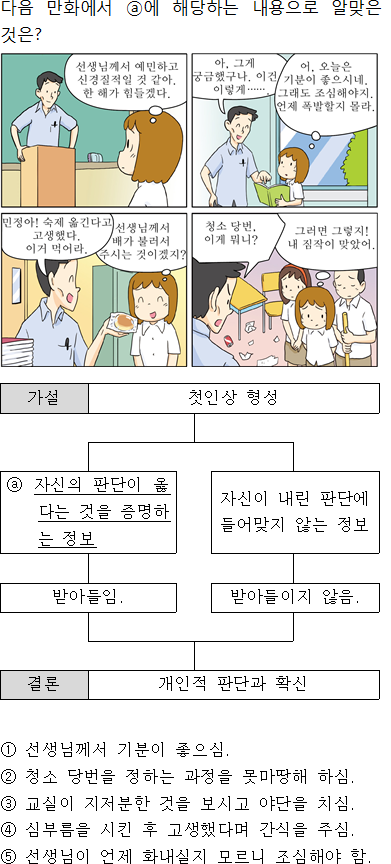 다음 만화에서 ⓐ에 해당하는 내용으로 알맞은
것은?
선생님께서 예민하고
신경질적일 것 같아.
한 해가 힘들겠다.
아, 그게
궁금했구나. 이건
이렇게……
어, 오늘은
기분이 좋으시네.
그래도 조심해야지.
언제 폭발할지 몰라.
민정아! 숙제 옮긴다고
고생했다.
이거 먹어라.
선생님께서
배가 불러서
주시는 것이겠지?
청소 당번,
이게 뭐니?
그러면 그렇지!
내 짐작이 맞았어.
가설
첫인상 형성
ⓐ 자신의 판단이 옳
다는 것을 증명하
는 정보
자신이 내린 판단에
들어맞지 않는 정보
받아들임.
받아들이지 않음.
결론
개인적 판단과 확신
① 선생님께서 기분이 좋으심.
② 청소 당번을 정하는 과정을 못마땅해 하심.
③ 교실이 지저분한 것을 보시고 야단을 치심.
④ 심부름을 시킨 후 고생했다며 간식을 주심.
⑤ 선생님이 언제 화내실지 모르니 조심해야 함.